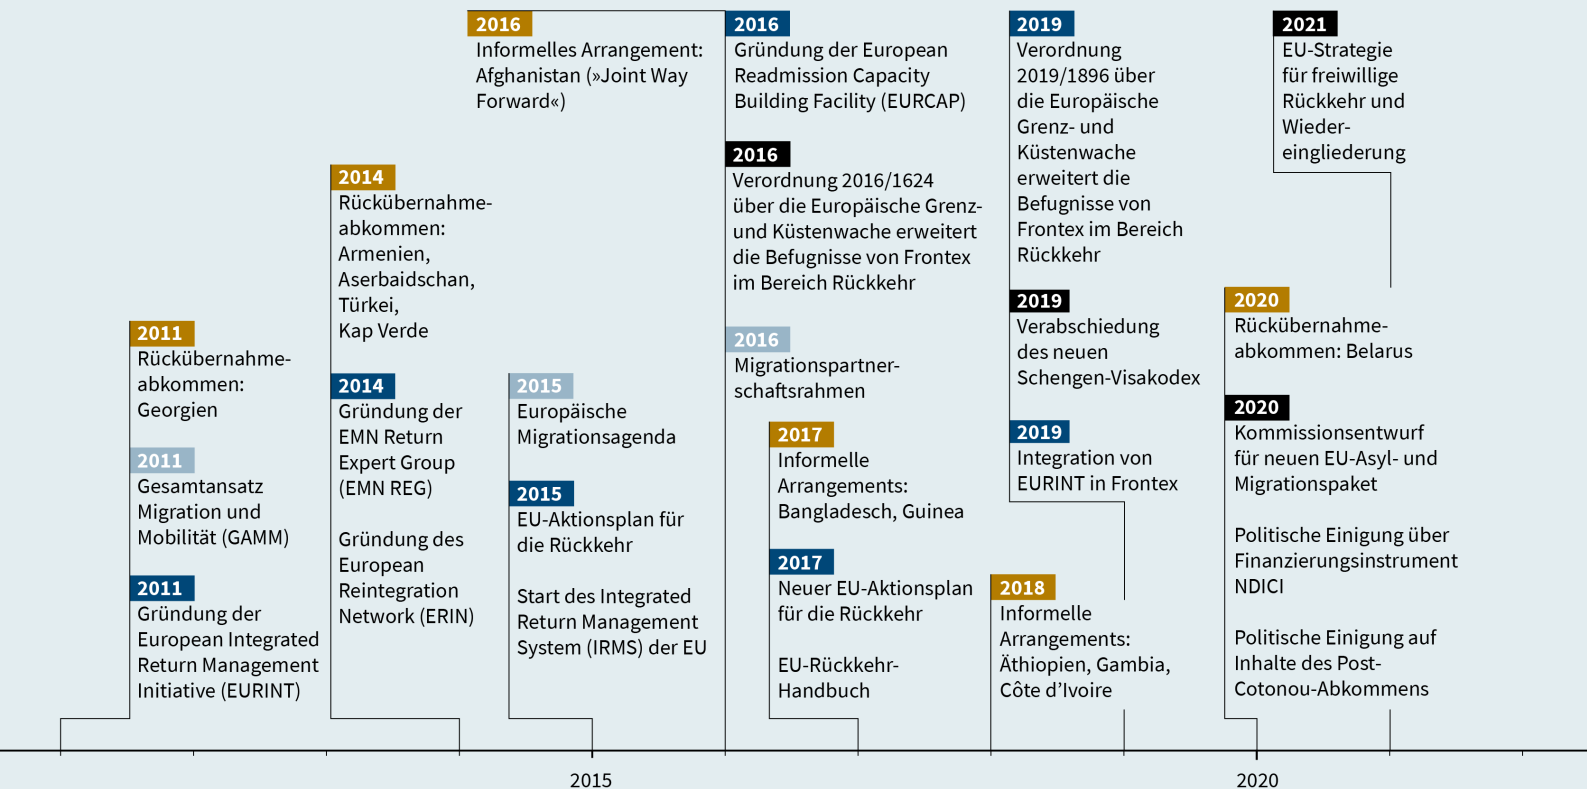 2011
Rückübernahme-
abkommen:
Georgien
2011
Gesamtansatz
Migration und
Mobilität (GAMM)
2011
Gründung der
European Integrated
Return Management
Initiative (EURINT)
2014
Rückübernahme-
abkommen:
Armenien,
Aserbaidschan,
Türkei,
Kap Verde
2014
Gründung der
EMN Return
Expert Group
(EMN REG)
Gründung des
European
Reintegration
Network (ERIN)
2015
Europäische
Migrationsagenda
2015
EU-Aktionsplan für
die Rückkehr
Start des Integrated
Return Management
System (IRMS) der EU
2016
Informelles Arrangement:
Afghanistan (»Joint Way
Forward«)
2016
Gründung der European
Readmission Capacity
Building Facility (EURCAP)
2016
Verordnung 2016/1624
über die Europäische Grenz-
und Küstenwache erweitert
die Befugnisse von Frontex
im Bereich Rückkehr
2016
Migrationspartner-
schaftsrahmen
2017
Informelle
Arrangements:
Bangladesch, Guinea
2017
Neuer EU-Aktionsplan
für die Rückkehr
EU-Rückkehr-
Handbuch
2018
Informelle
Arrangements:
Äthiopien, Gambia,
Côte d’Ivoire
2019
Verordnung
2019/1896 über
die Europäische
Grenz- und
Küstenwache
erweitert die
Befugnisse von
Frontex im Bereich
Rückkehr
2019
Verabschiedung
des neuen
Schengen-Visakodex
2019
Integration von
EURINT in Frontex
2020
Rückübernahme-
abkommen: Belarus
2020
Kommissionsentwurf
für neuen EU-Asyl- und
Migrationspaket
Politische Einigung über
Finanzierungsinstrument
NDICI
Politische Einigung auf
Inhalte des Post-
Cotonou-Abkommens
2021
EU-Strategie
für freiwillige
Rückkehr und
Wieder-
eingliederung
2015
2020